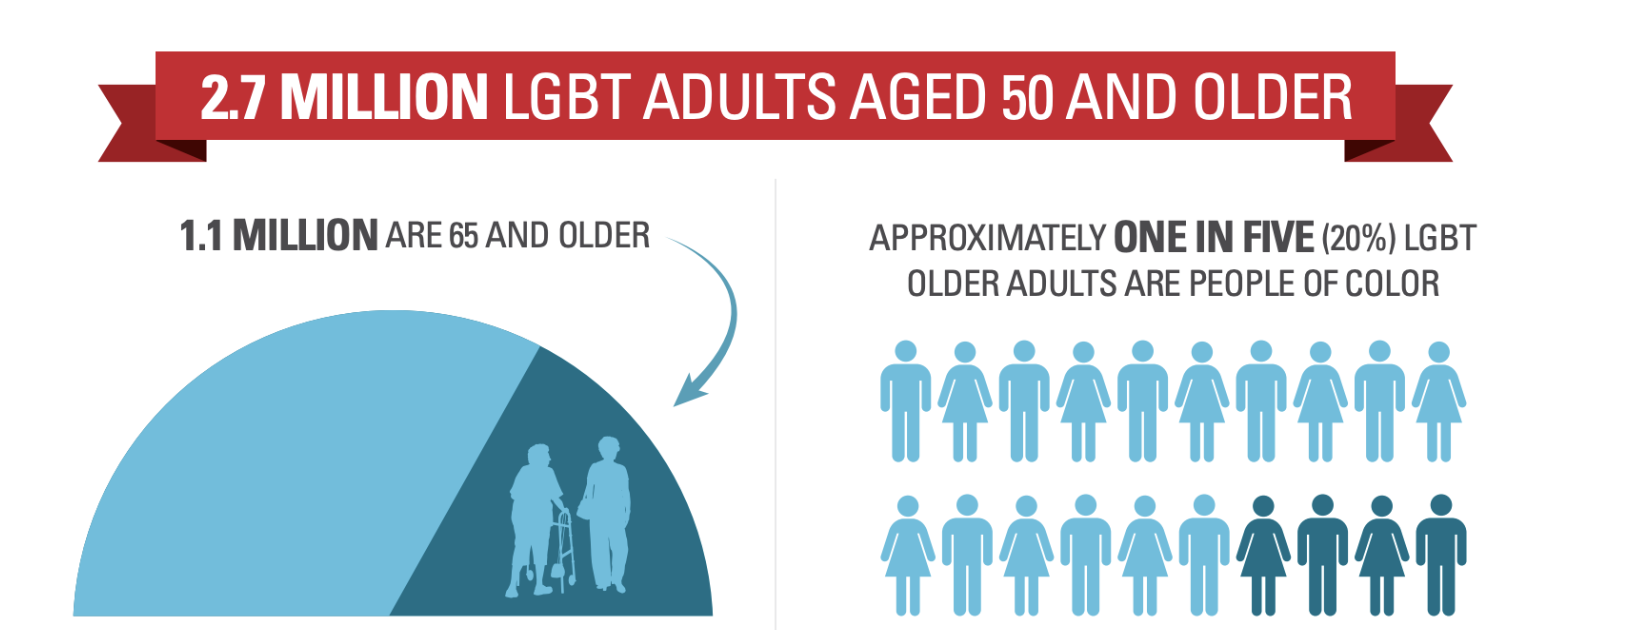 2.7 MILLION LGBT ADULTS AGED 50 AND OLDER
1.1 MILLION ARE 65 AND OLDER
APPROXIMATELY ONE IN FIVE (20%) LGBT
OLDER ADULTS ARE PEOPLE OF COLOR